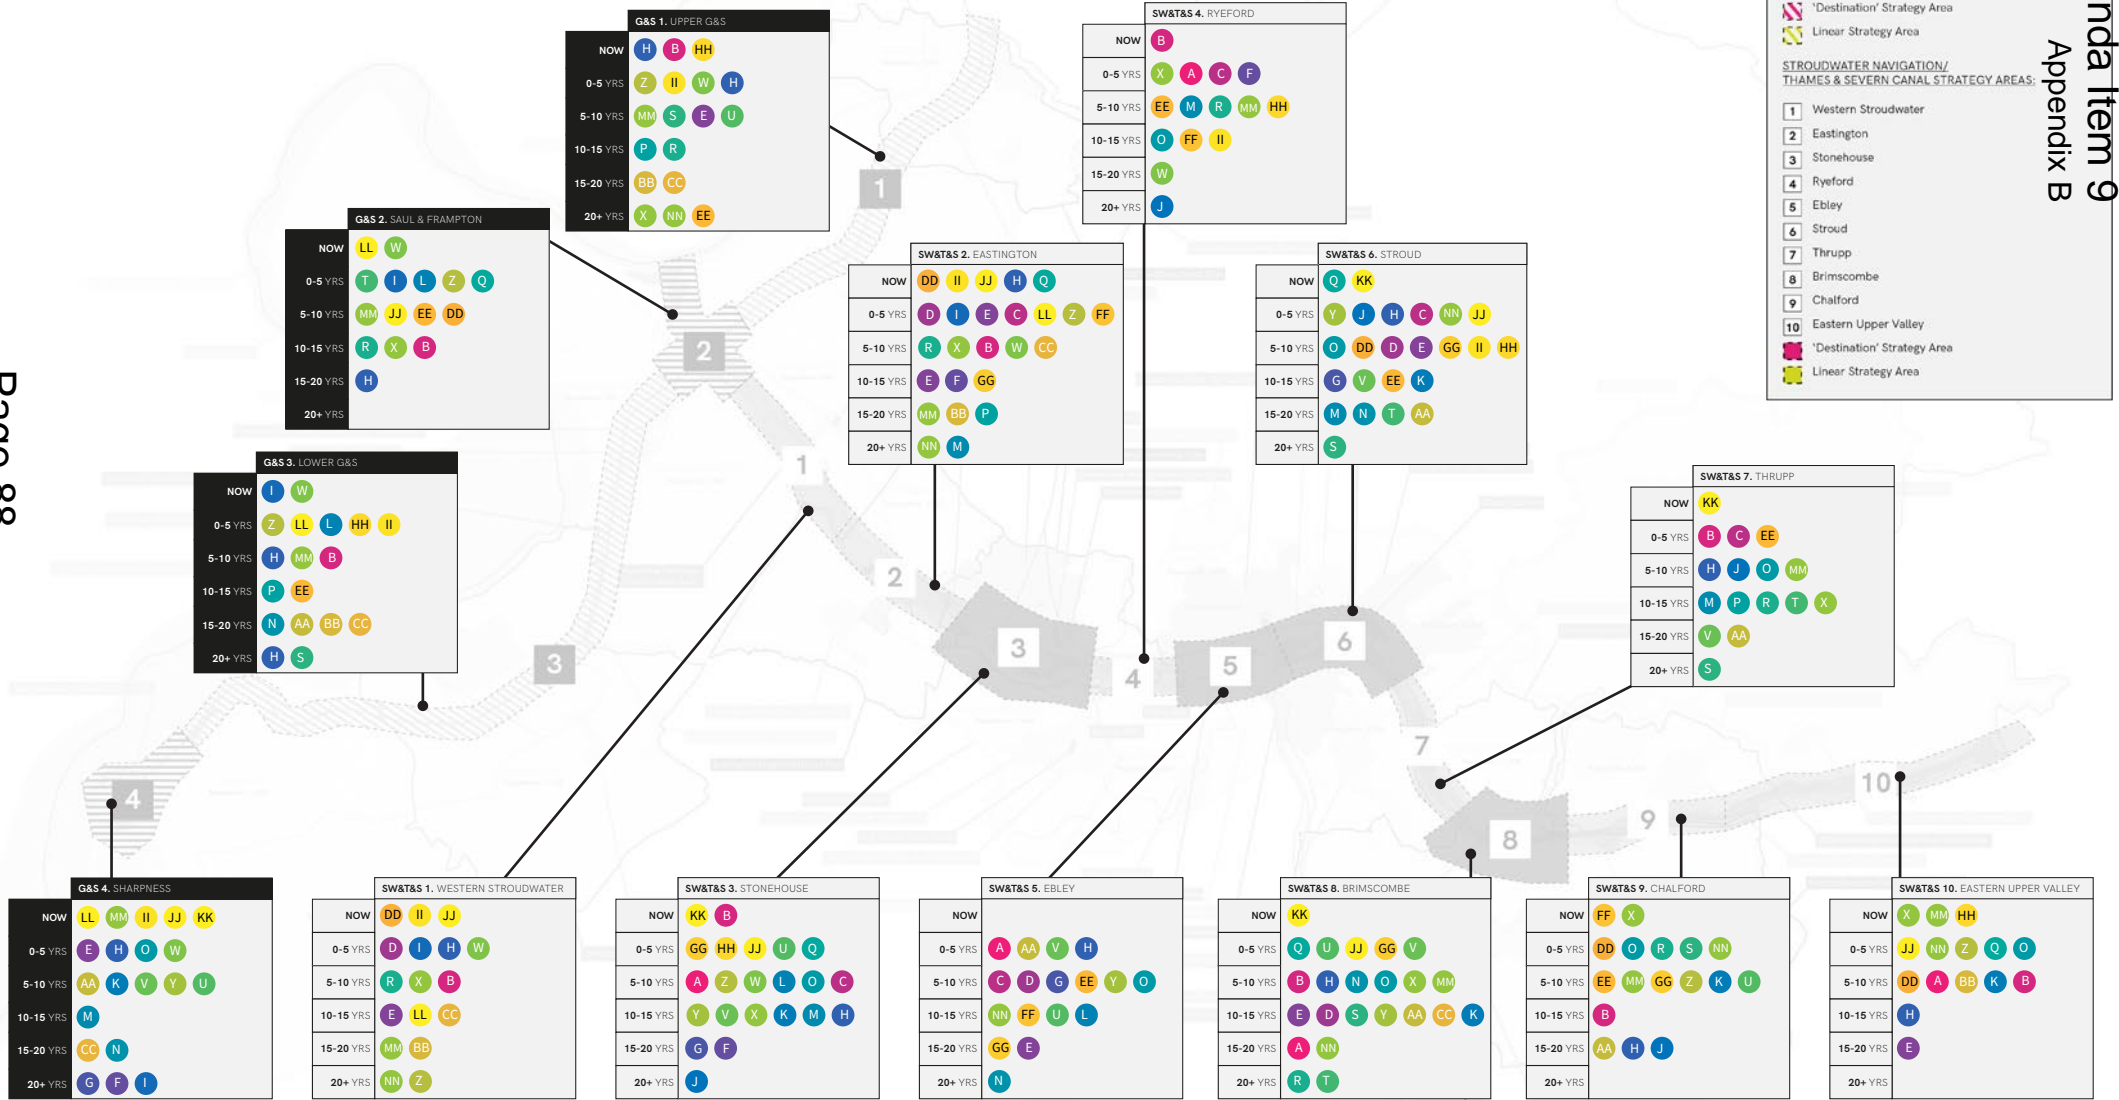 nda Item 9
Appendix B
'Destination' Strategy Area
Linear Strategy Area
STROUDWATER NAVIGATION/
THAMES & SEVERN CANAL STRATEGY AREAS:
1 Western Stroudwater
2 Eastington
3 Stonehouse
4 Ryeford
5 Ebley
6 Stroud
7 Thrupp
8 Brimscombe
9 Chalford
10 Eastern Upper Valley
'Destination' Strategy Area
Linear Strategy Area
G&S 1. UPPER G&S
NOW H B HH
0-5 YRS Z II W H
5-10 YRS MM S E U
10-15 YRS P R
15-20 YRS BB CC
20+ YRS X NN EE
SW&T&S 4. RYEFORD
NOW B
0-5 YRS X A C F
5-10 YRS EE M R MM HH
10-15 YRS O FF II
15-20 YRS W
20+ YRS J
G&S 2. SAUL & FRAMPTON
NOW LL W
0-5 YRS T I L Z Q
5-10 YRS MM JJ EE DD
10-15 YRS R X B
15-20 YRS H
20+ YRS
SW&T&S 2. EASTINGTON
NOW DD II JJ H Q
0-5 YRS D I E C LL Z FF
5-10 YRS R X B W CC
10-15 YRS E F GG
15-20 YRS MM BB P
20+ YRS NN M
SW&T&S 6. STROUD
NOW Q KK
0-5 YRS Y J H C NN JJ
5-10 YRS O DD D E GG II HH
10-15 YRS G V EE K
15-20 YRS M N T AA
20+ YRS S
G&S 3. LOWER G&S
NOW I W
0-5 YRS Z LL L HH II
5-10 YRS H MM B
10-15 YRS P EE
15-20 YRS N AA BB CC
20+ YRS H S
SW&T&S 7. THRUPP
NOW KK
0-5 YRS B C EE
5-10 YRS H J O MM
10-15 YRS M P R T X
15-20 YRS V AA
20+ YRS S
1
2
3
4
1
2
3
4
5
6
7
8
9
10
G&S 4. SHARPNESS
NOW LL MM II JJ KK
0-5 YRS E H O W
5-10 YRS AA K V Y U
10-15 YRS M
15-20 YRS CC N
20+ YRS G F I
SW&T&S 1. WESTERN STROUDWATER
NOW DD II JJ
0-5 YRS D I H W
5-10 YRS R X B
10-15 YRS E LL CC
15-20 YRS MM BB
20+ YRS NN Z
SW&T&S 3. STONEHOUSE
NOW KK B
0-5 YRS GG HH JJ U Q
5-10 YRS A Z W L O C
10-15 YRS Y V X K M H
15-20 YRS G F
20+ YRS J
SW&T&S 5. EBLEY
NOW
0-5 YRS A AA V H
5-10 YRS C D G EE Y O
10-15 YRS NN FF U L
15-20 YRS GG E
20+ YRS N
SW&T&S 8. BRIMSCOMBE
NOW KK
0-5 YRS Q U JJ GG V
5-10 YRS B H N O X MM
10-15 YRS E D S Y AA CC K
15-20 YRS A NN
20+ YRS R T
SW&T&S 9. CHALFORD
NOW FF X
0-5 YRS DD O R S NN
5-10 YRS EE MM GG Z K U
10-15 YRS B
15-20 YRS AA H J
20+ YRS
SW&T&S 10. EASTERN UPPER VALLEY
NOW X MM HH
0-5 YRS JJ NN Z Q O
5-10 YRS DD A BB K B
10-15 YRS H
15-20 YRS E
20+ YRS